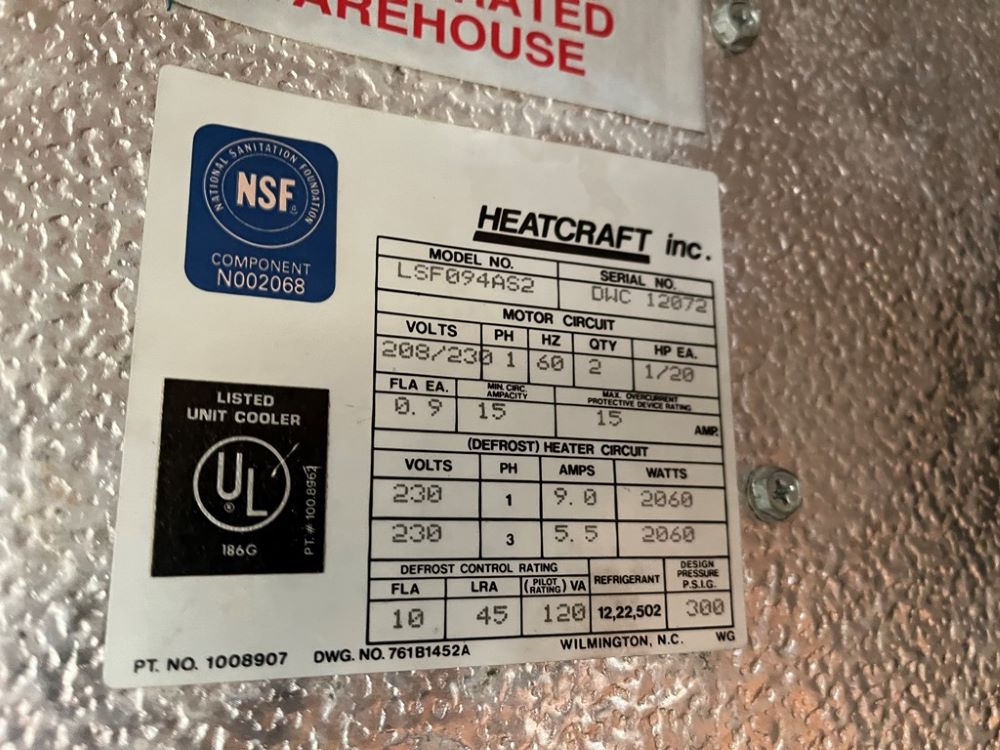 WAREHOUSE
NATIONAL SANITATION FOUNDATION
NSF
COMPONENT
N002068
HEATCRAFT inc.
MODEL NO. SERIAL NO.
LSF094AS2 DWC 12072
MOTOR CIRCUIT
VOLTS PH HZ QTY HP EA.
208/230 1 60 2 1/20
FLA EA. MIN. CIRC. AMPACITY MAX. OVERCURRENT PROTECTIVE DEVICE RATING
0.9 15 15 AMP.
(DEFROST) HEATER CIRCUIT
VOLTS PH AMPS WATTS
230 1 9.0 2060
230 3 5.5 2060
DEFROST CONTROL RATING REFRIGERANT DESIGN PRESSURE P.S.I.G.
FLA LRA (PILOT RATING) VA
10 45 120 12,22,502 300
LISTED
UNIT COOLER
UL
®
186G
PT. # 100.8962
PT. NO. 1008907 DWG. NO. 761B1452A WILMINGTON, N.C. WG